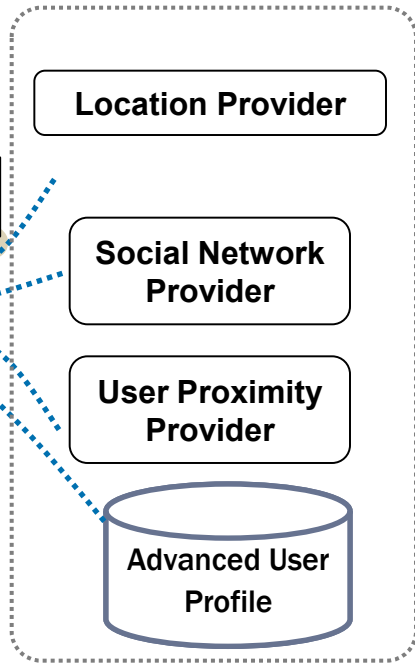 Location Provider
Social Network
Provider
User Proximity
Provider
Advanced User
Profile